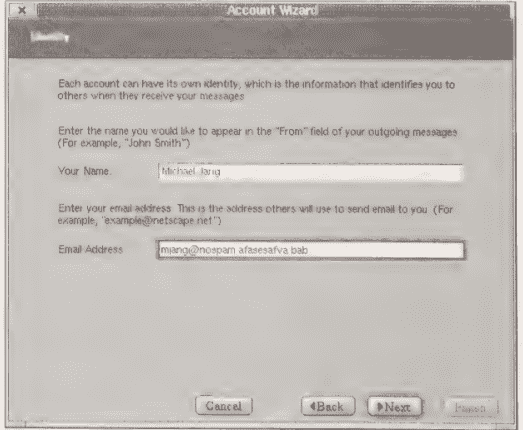 Account Wizard
Identity
Each account can have its own identity, which is the information that identifies you to
others when they receive your messages
Enter the name you would like to appear in the "From" field of your outgoing messages
(For example, "John Smith")
Your Name
Michael Jang
Enter your email address. This is the address others will use to send email to you. (For
example, "example@netscape.net")
Email Address
mjang@nospam.afasesafva.bab
Cancel
Back
Next
Finish